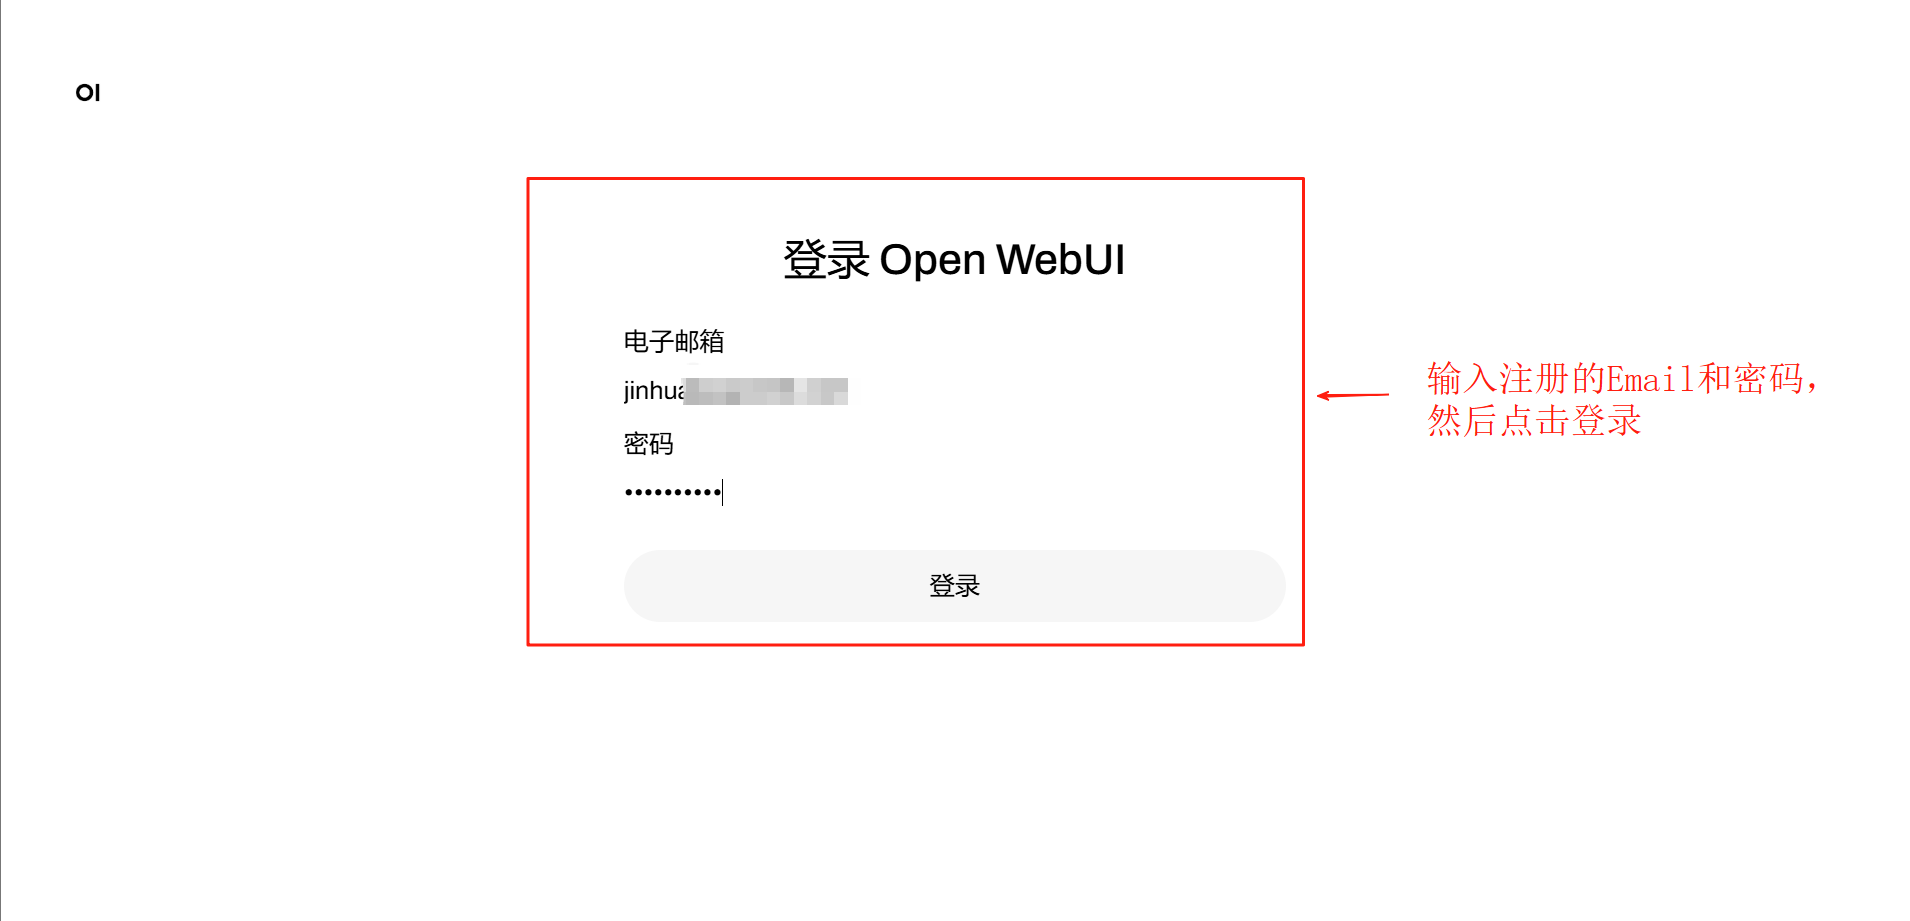 OI
登录 Open WebUI
电子邮箱
jinhua
密码
••••••••••
登录
输入注册的Email和密码，
然后点击登录